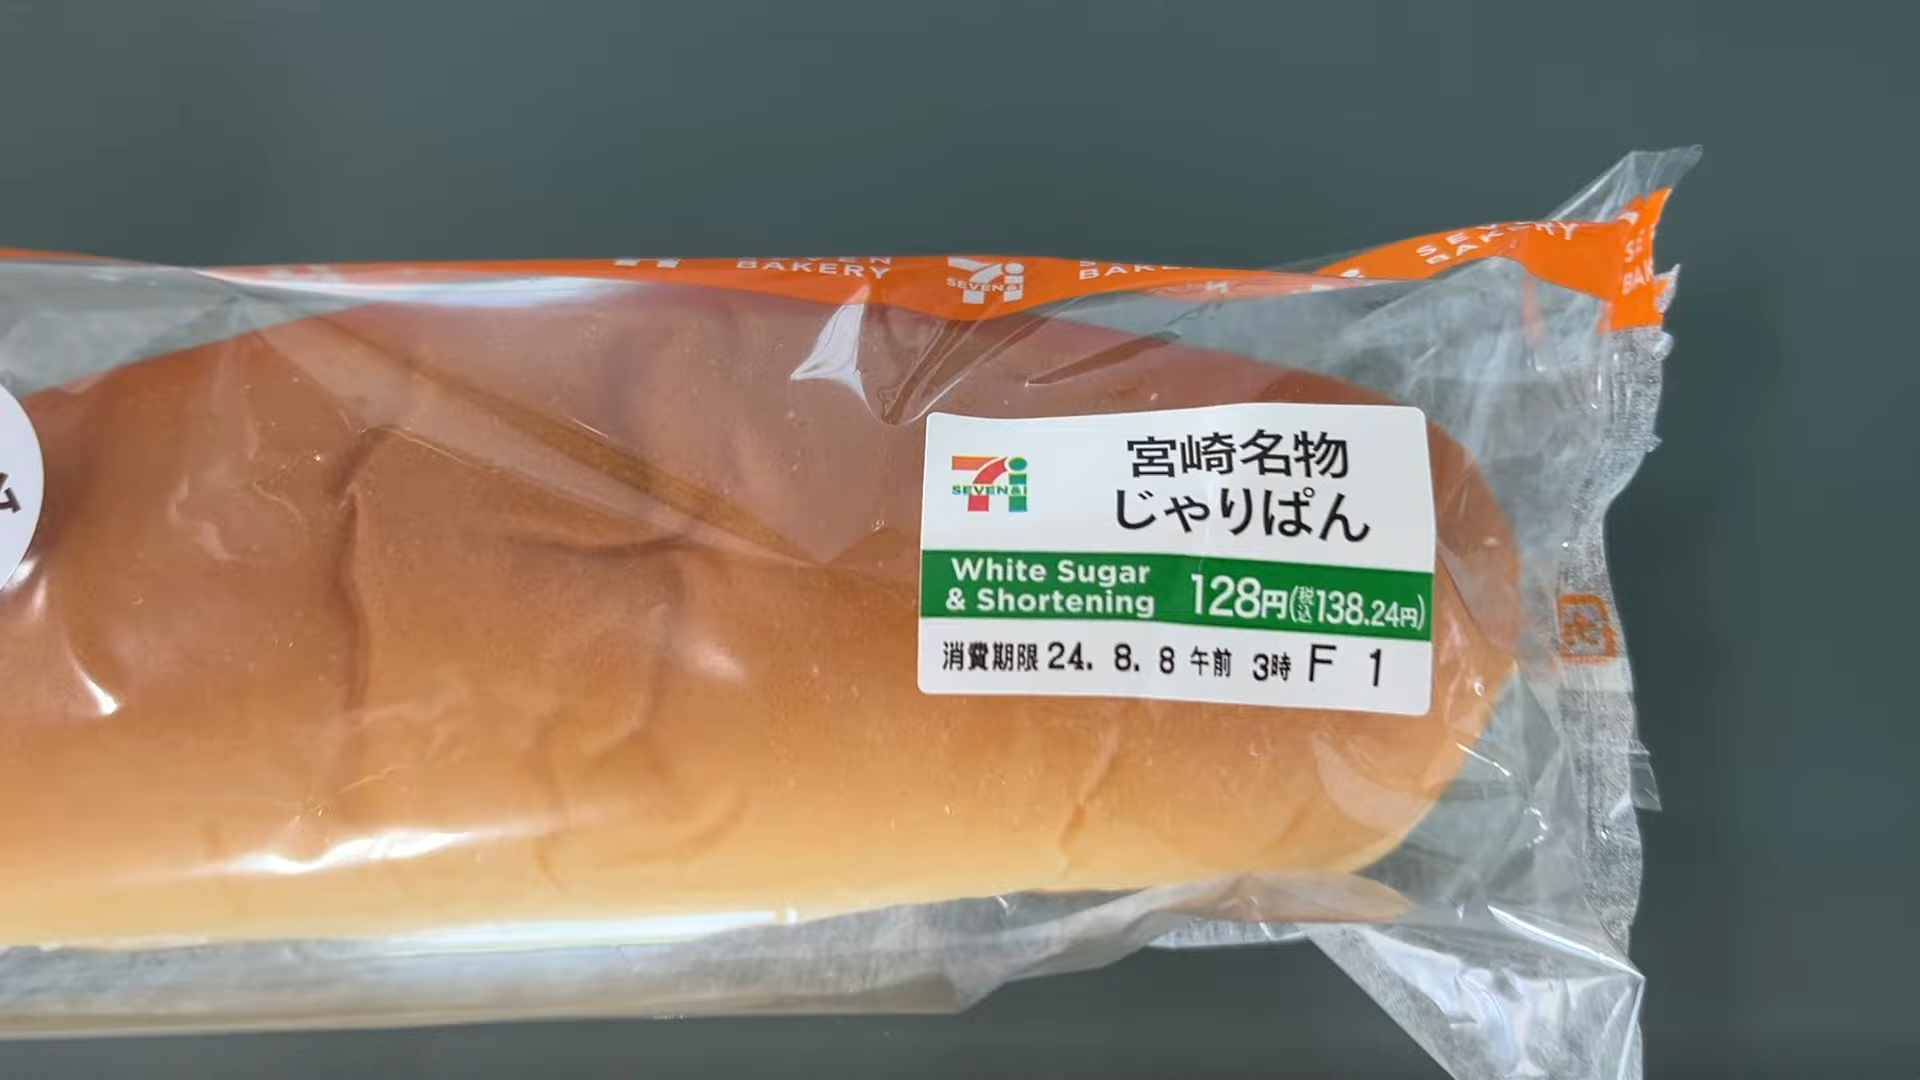 SEVEN
BAKERY
SEVEN&i
SEVEN
BAKERY
ム
SEVEN&i
宮崎名物
じゃりぱん
White Sugar
& Shortening
128円(税込138.24円)
消費期限 24. 8. 8 午前 3時 F 1